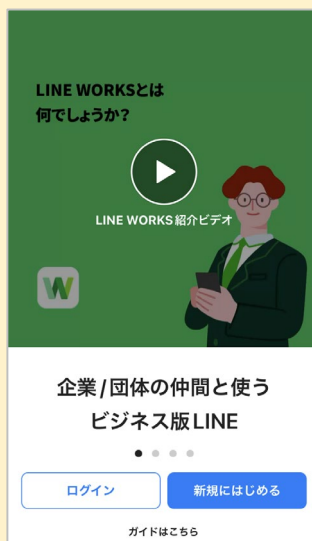 LINE WORKSとは
何でしょうか？
LINE WORKS紹介ビデオ
W
企業/団体の仲間と使う
ビジネス版LINE
ログイン
新規にはじめる
ガイドはこちら